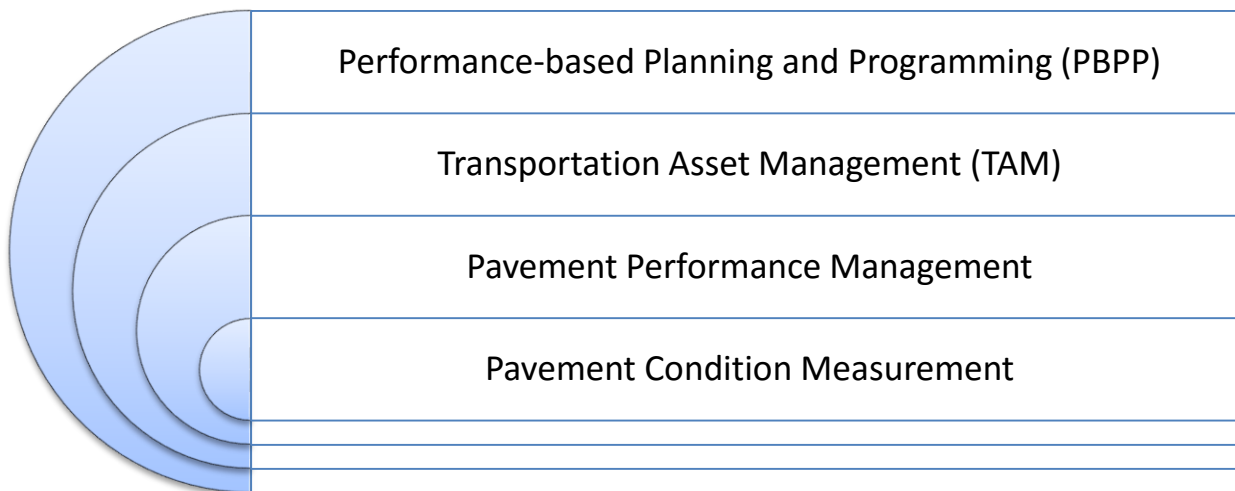 Performance-based Planning and Programming (PBPP)
Transportation Asset Management (TAM)
Pavement Performance Management
Pavement Condition Measurement